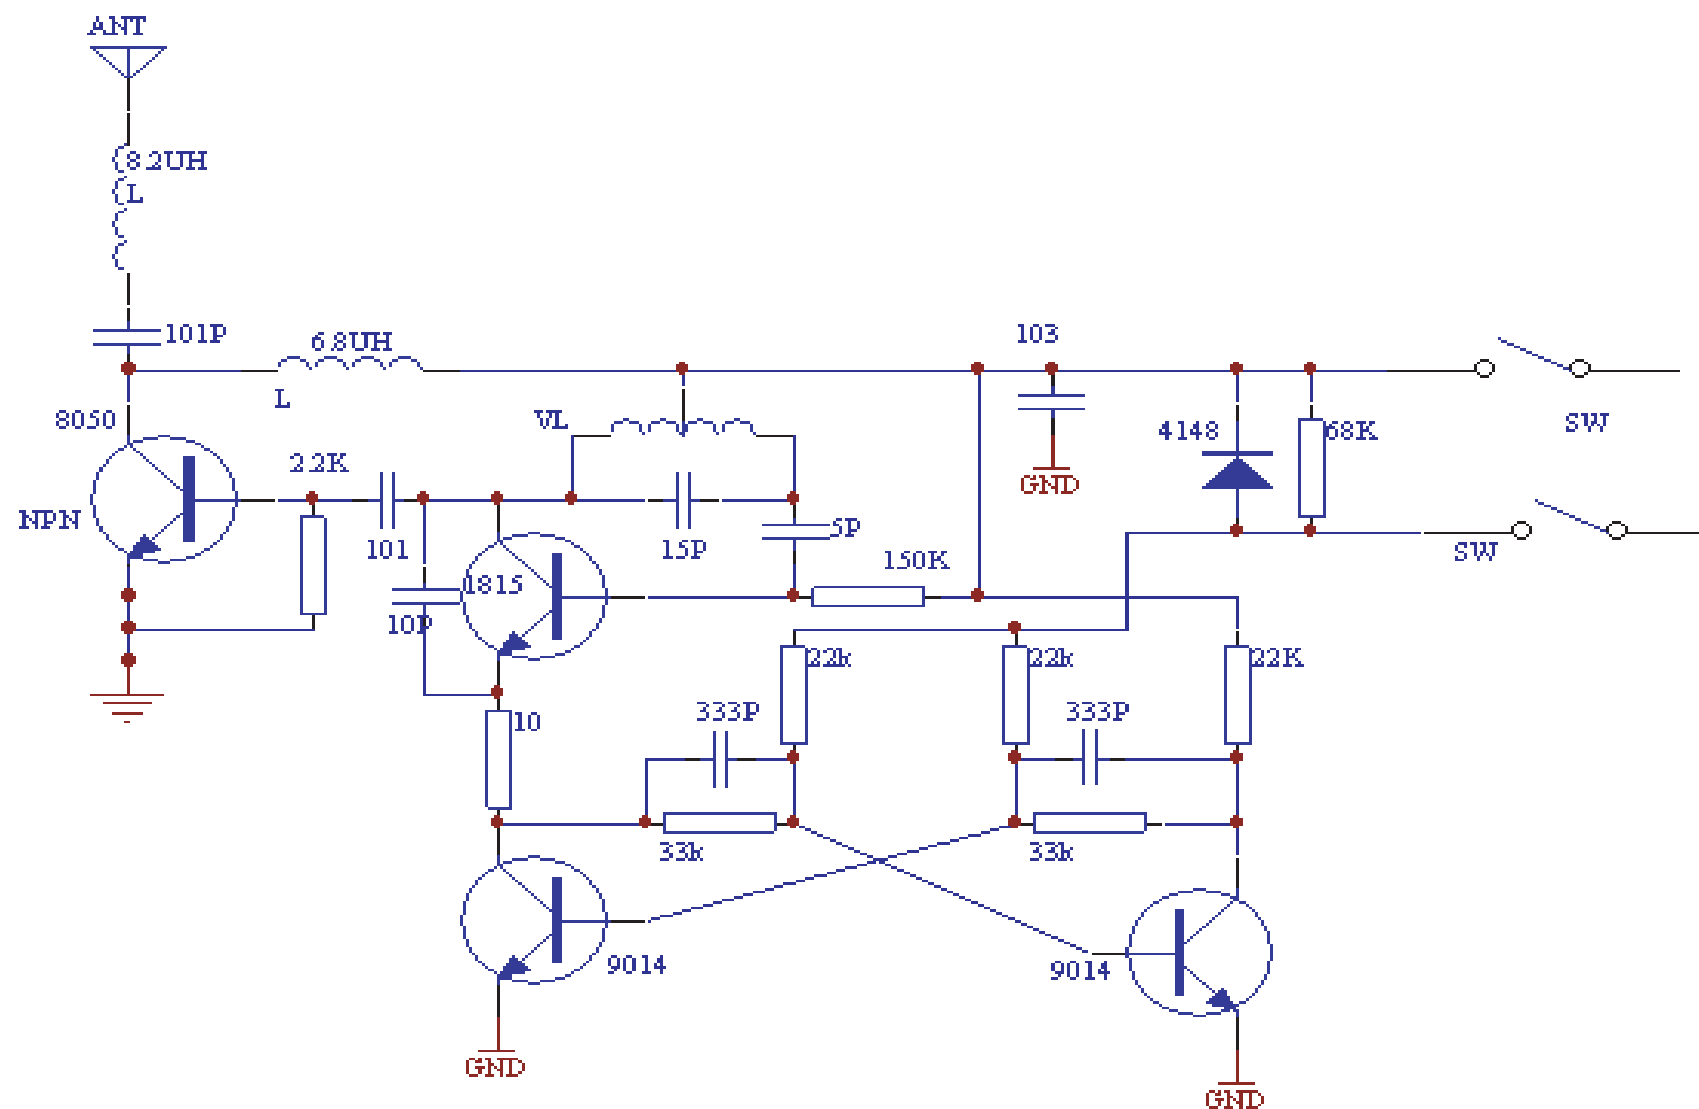 ANT
8.2UH
L
101P
6.8UH
103
L
8050
VL
4148
68K
SW
2.2K
GND
NPN
101
15P
5P
SW
150K
1815
10P
22k
22k
22K
10
333P
333P
33k
33k
9014
9014
GND
GND